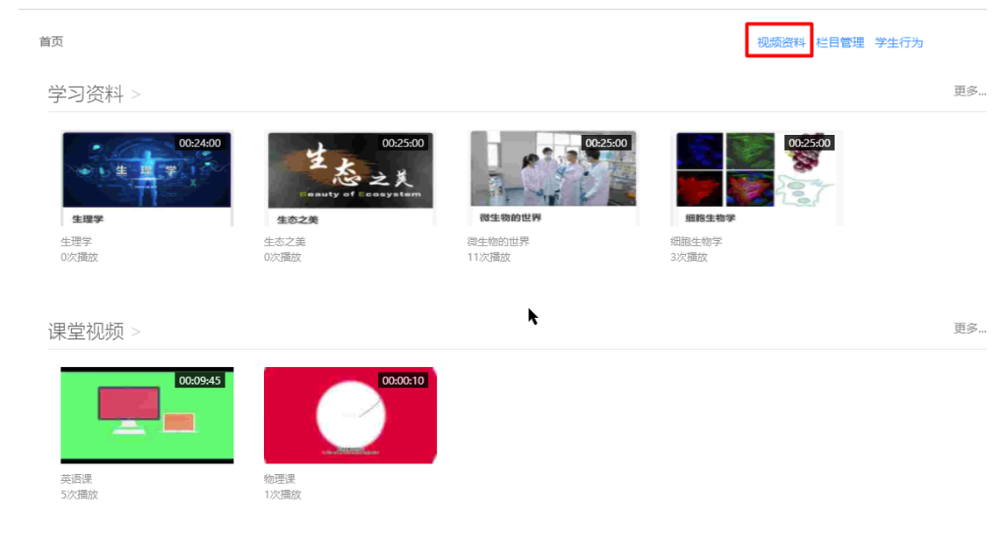 首页
视频资料 栏目管理 学生行为
学习资料 >
更多...
00:24:00
生 理 学
生理学
生理学
0次播放
00:25:00
生态之美
Beauty of Ecosystem
生态之美
生态之美
0次播放
00:25:00
微生物的世界
微生物的世界
11次播放
00:25:00
细胞生物学
细胞生物学
3次播放
课堂视频 >
更多...
00:09:45
英语课
5次播放
00:00:10
物理课
1次播放